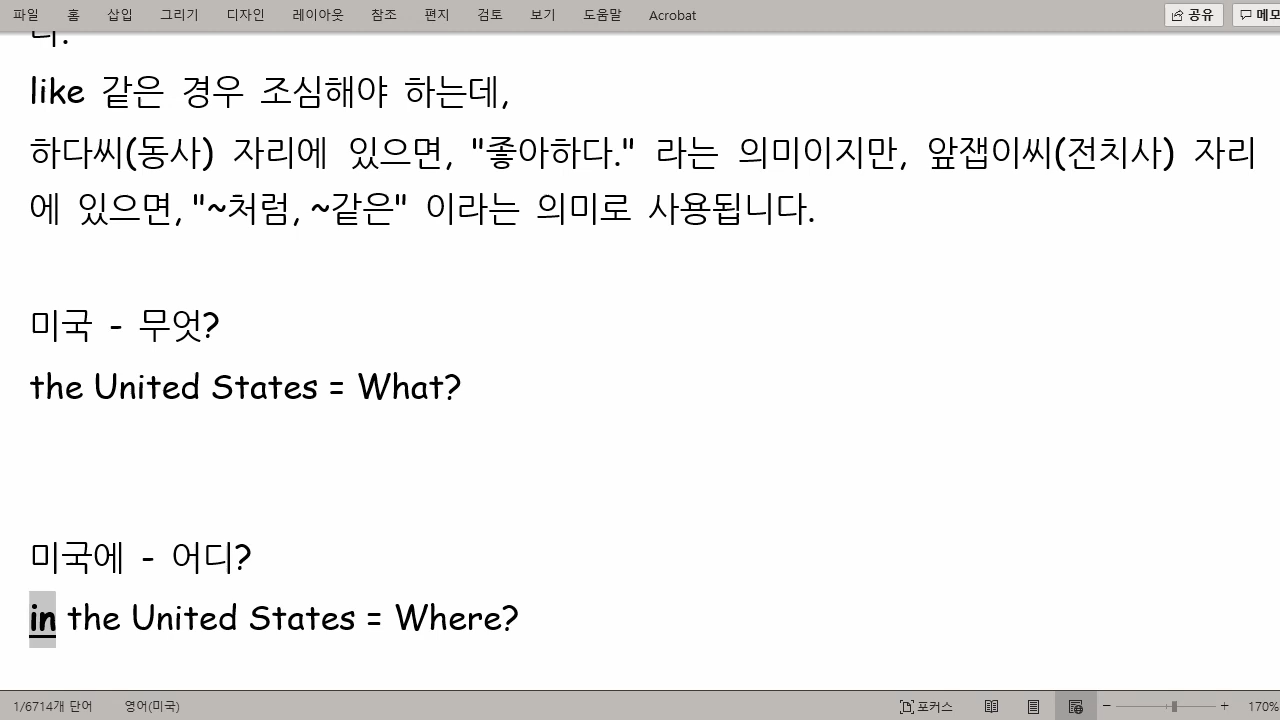 파일 홈 삽입 그리기 디자인 레이아웃 참조 편지 검토 보기 도움말 Acrobat 공유 메모
like 같은 경우 조심해야 하는데,
하다씨(동사) 자리에 있으면, "좋아하다." 라는 의미이지만, 앞잽이씨(전치사) 자리
에 있으면, "~처럼, ~같은" 이라는 의미로 사용됩니다.
미국 - 무엇?
the United States = What?
미국에 - 어디?
in the United States = Where?
1/6714개 단어 영어(미국) 포커스 170%